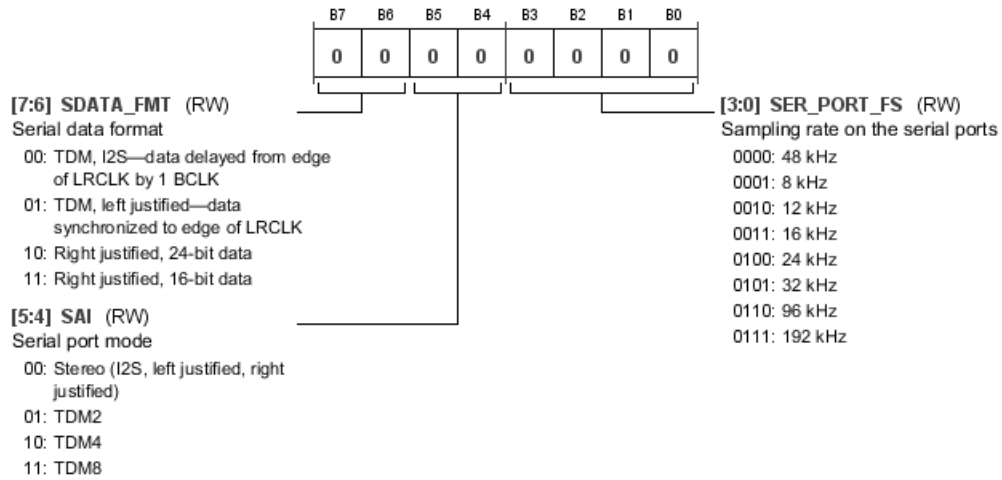 B7 B6 B5 B4 B3 B2 B1 B0
0 0 0 0 0 0 0 0
[7:6] SDATA_FMT (RW)
Serial data format
00: TDM, I2S—data delayed from edge
of LRCLK by 1 BCLK
01: TDM, left justified—data
synchronized to edge of LRCLK
10: Right justified, 24-bit data
11: Right justified, 16-bit data
[5:4] SAI (RW)
Serial port mode
00: Stereo (I2S, left justified, right
justified)
01: TDM2
10: TDM4
11: TDM8
[3:0] SER_PORT_FS (RW)
Sampling rate on the serial ports
0000: 48 kHz
0001: 8 kHz
0010: 12 kHz
0011: 16 kHz
0100: 24 kHz
0101: 32 kHz
0110: 96 kHz
0111: 192 kHz